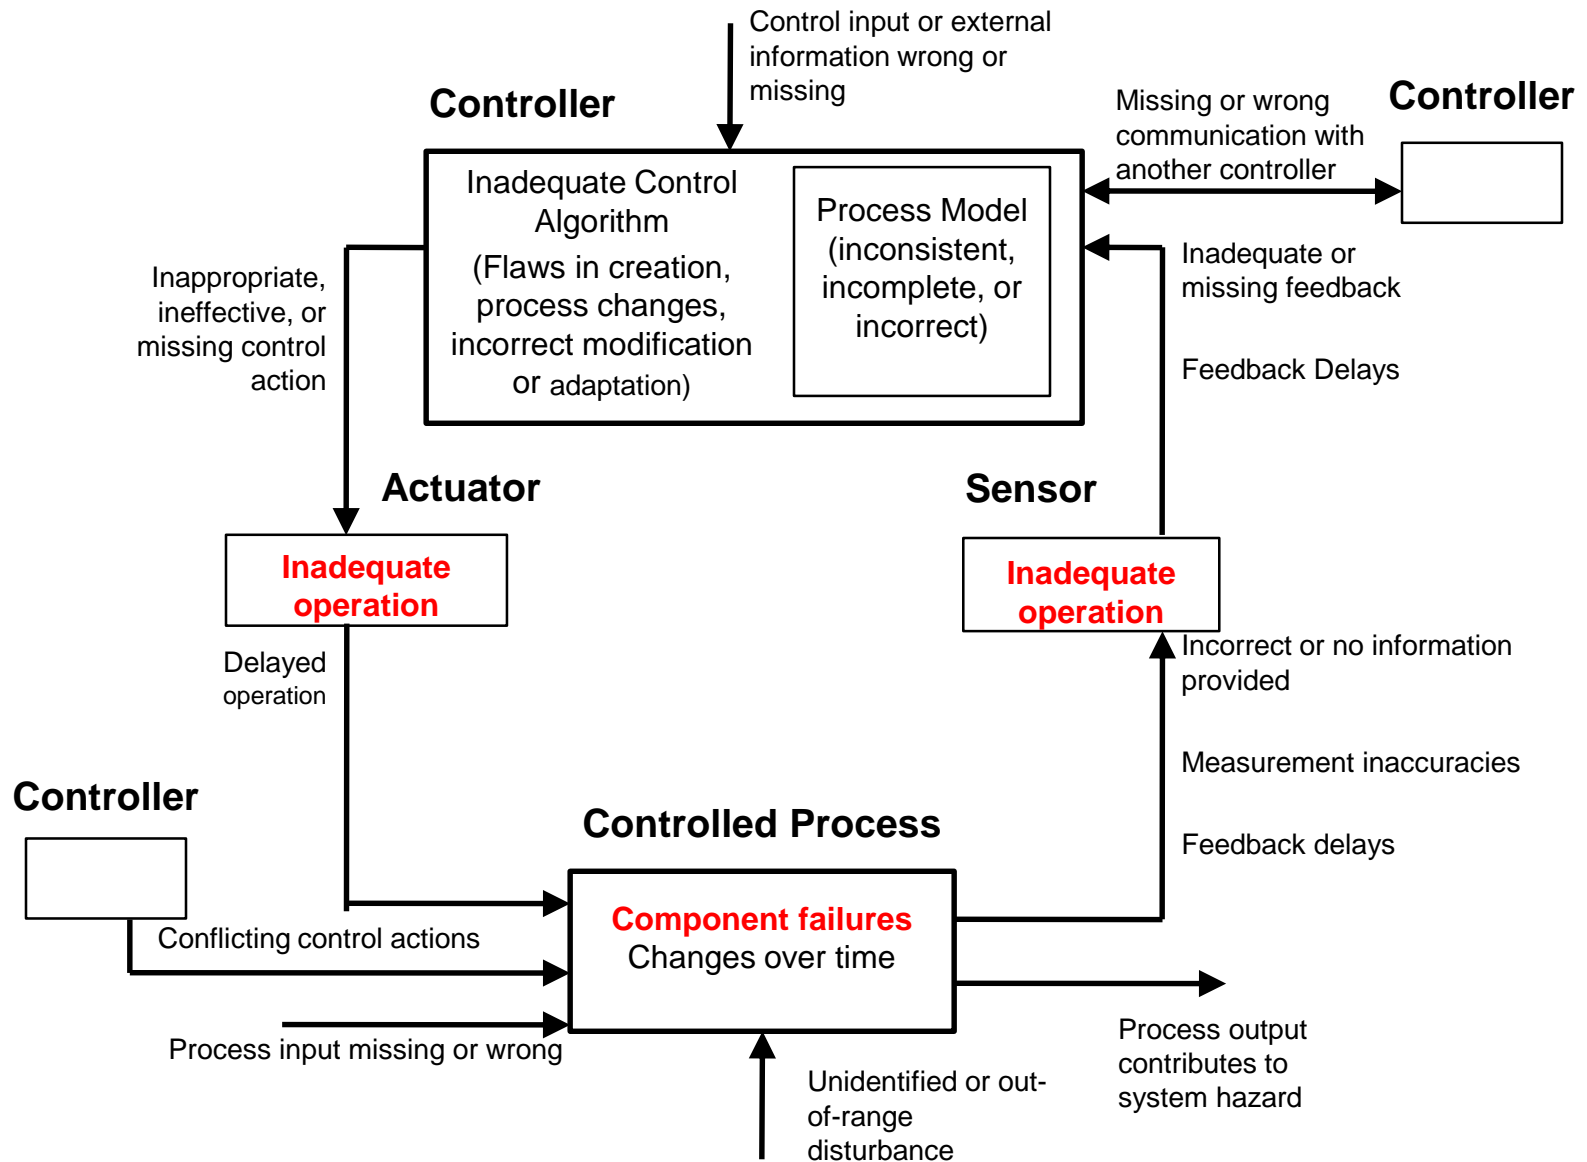 Control input or external
information wrong or
missing
Controller
Missing or wrong
communication with
another controller
Controller
Inadequate Control
Algorithm
(Flaws in creation,
process changes,
incorrect modification
or adaptation)
Process Model
(inconsistent,
incomplete, or
incorrect)
Inappropriate,
ineffective, or
missing control
action
Inadequate or
missing feedback
Feedback Delays
Actuator
Sensor
Inadequate
operation
Inadequate
operation
Delayed
operation
Incorrect or no information
provided
Measurement inaccuracies
Feedback delays
Controller
Controlled Process
Component failures
Changes over time
Conflicting control actions
Process input missing or wrong
Unidentified or out-
of-range
disturbance
Process output
contributes to
system hazard